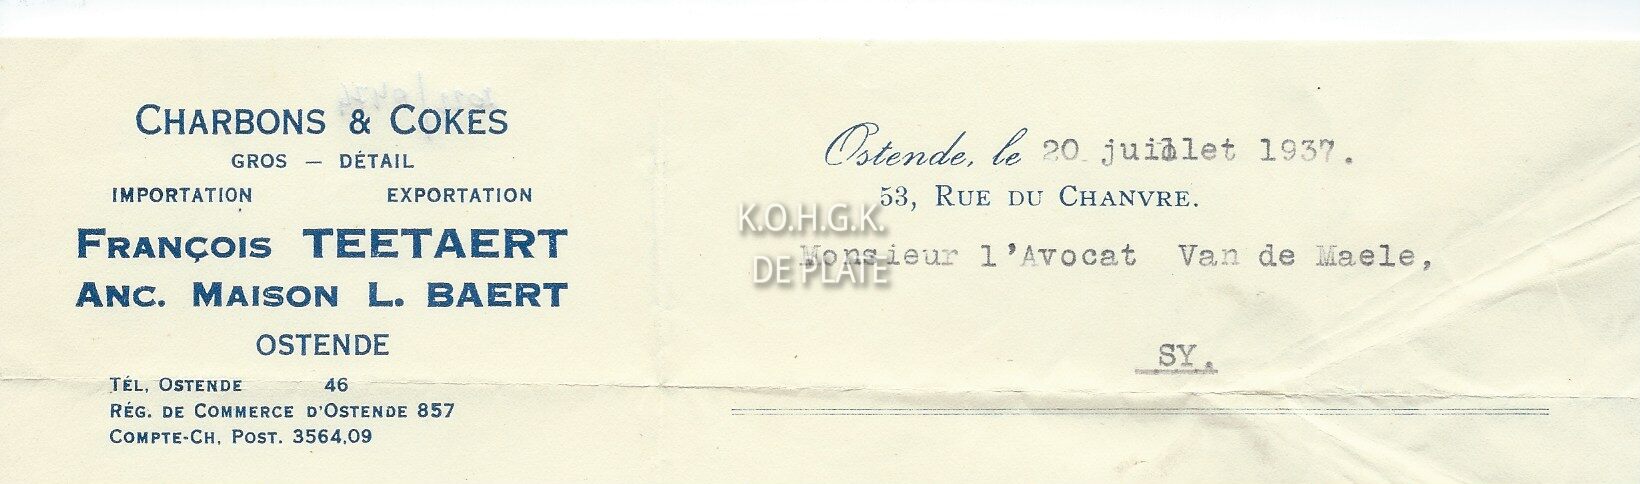 CHARBONS & COKES
GROS — DÉTAIL
IMPORTATION EXPORTATION
FRANÇOIS TEETAERT
ANC. MAISON L. BAERT
OSTENDE
TÉL. OSTENDE 46
RÉG. DE COMMERCE D'OSTENDE 857
COMPTE-CH. POST. 3564.09
Ostende, le 20 juillet 1937.
53, RUE DU CHANVRE.
K.O.H.G.K.
DE PLATE
Monsieur l'Avocat Van de Maele,
SY.